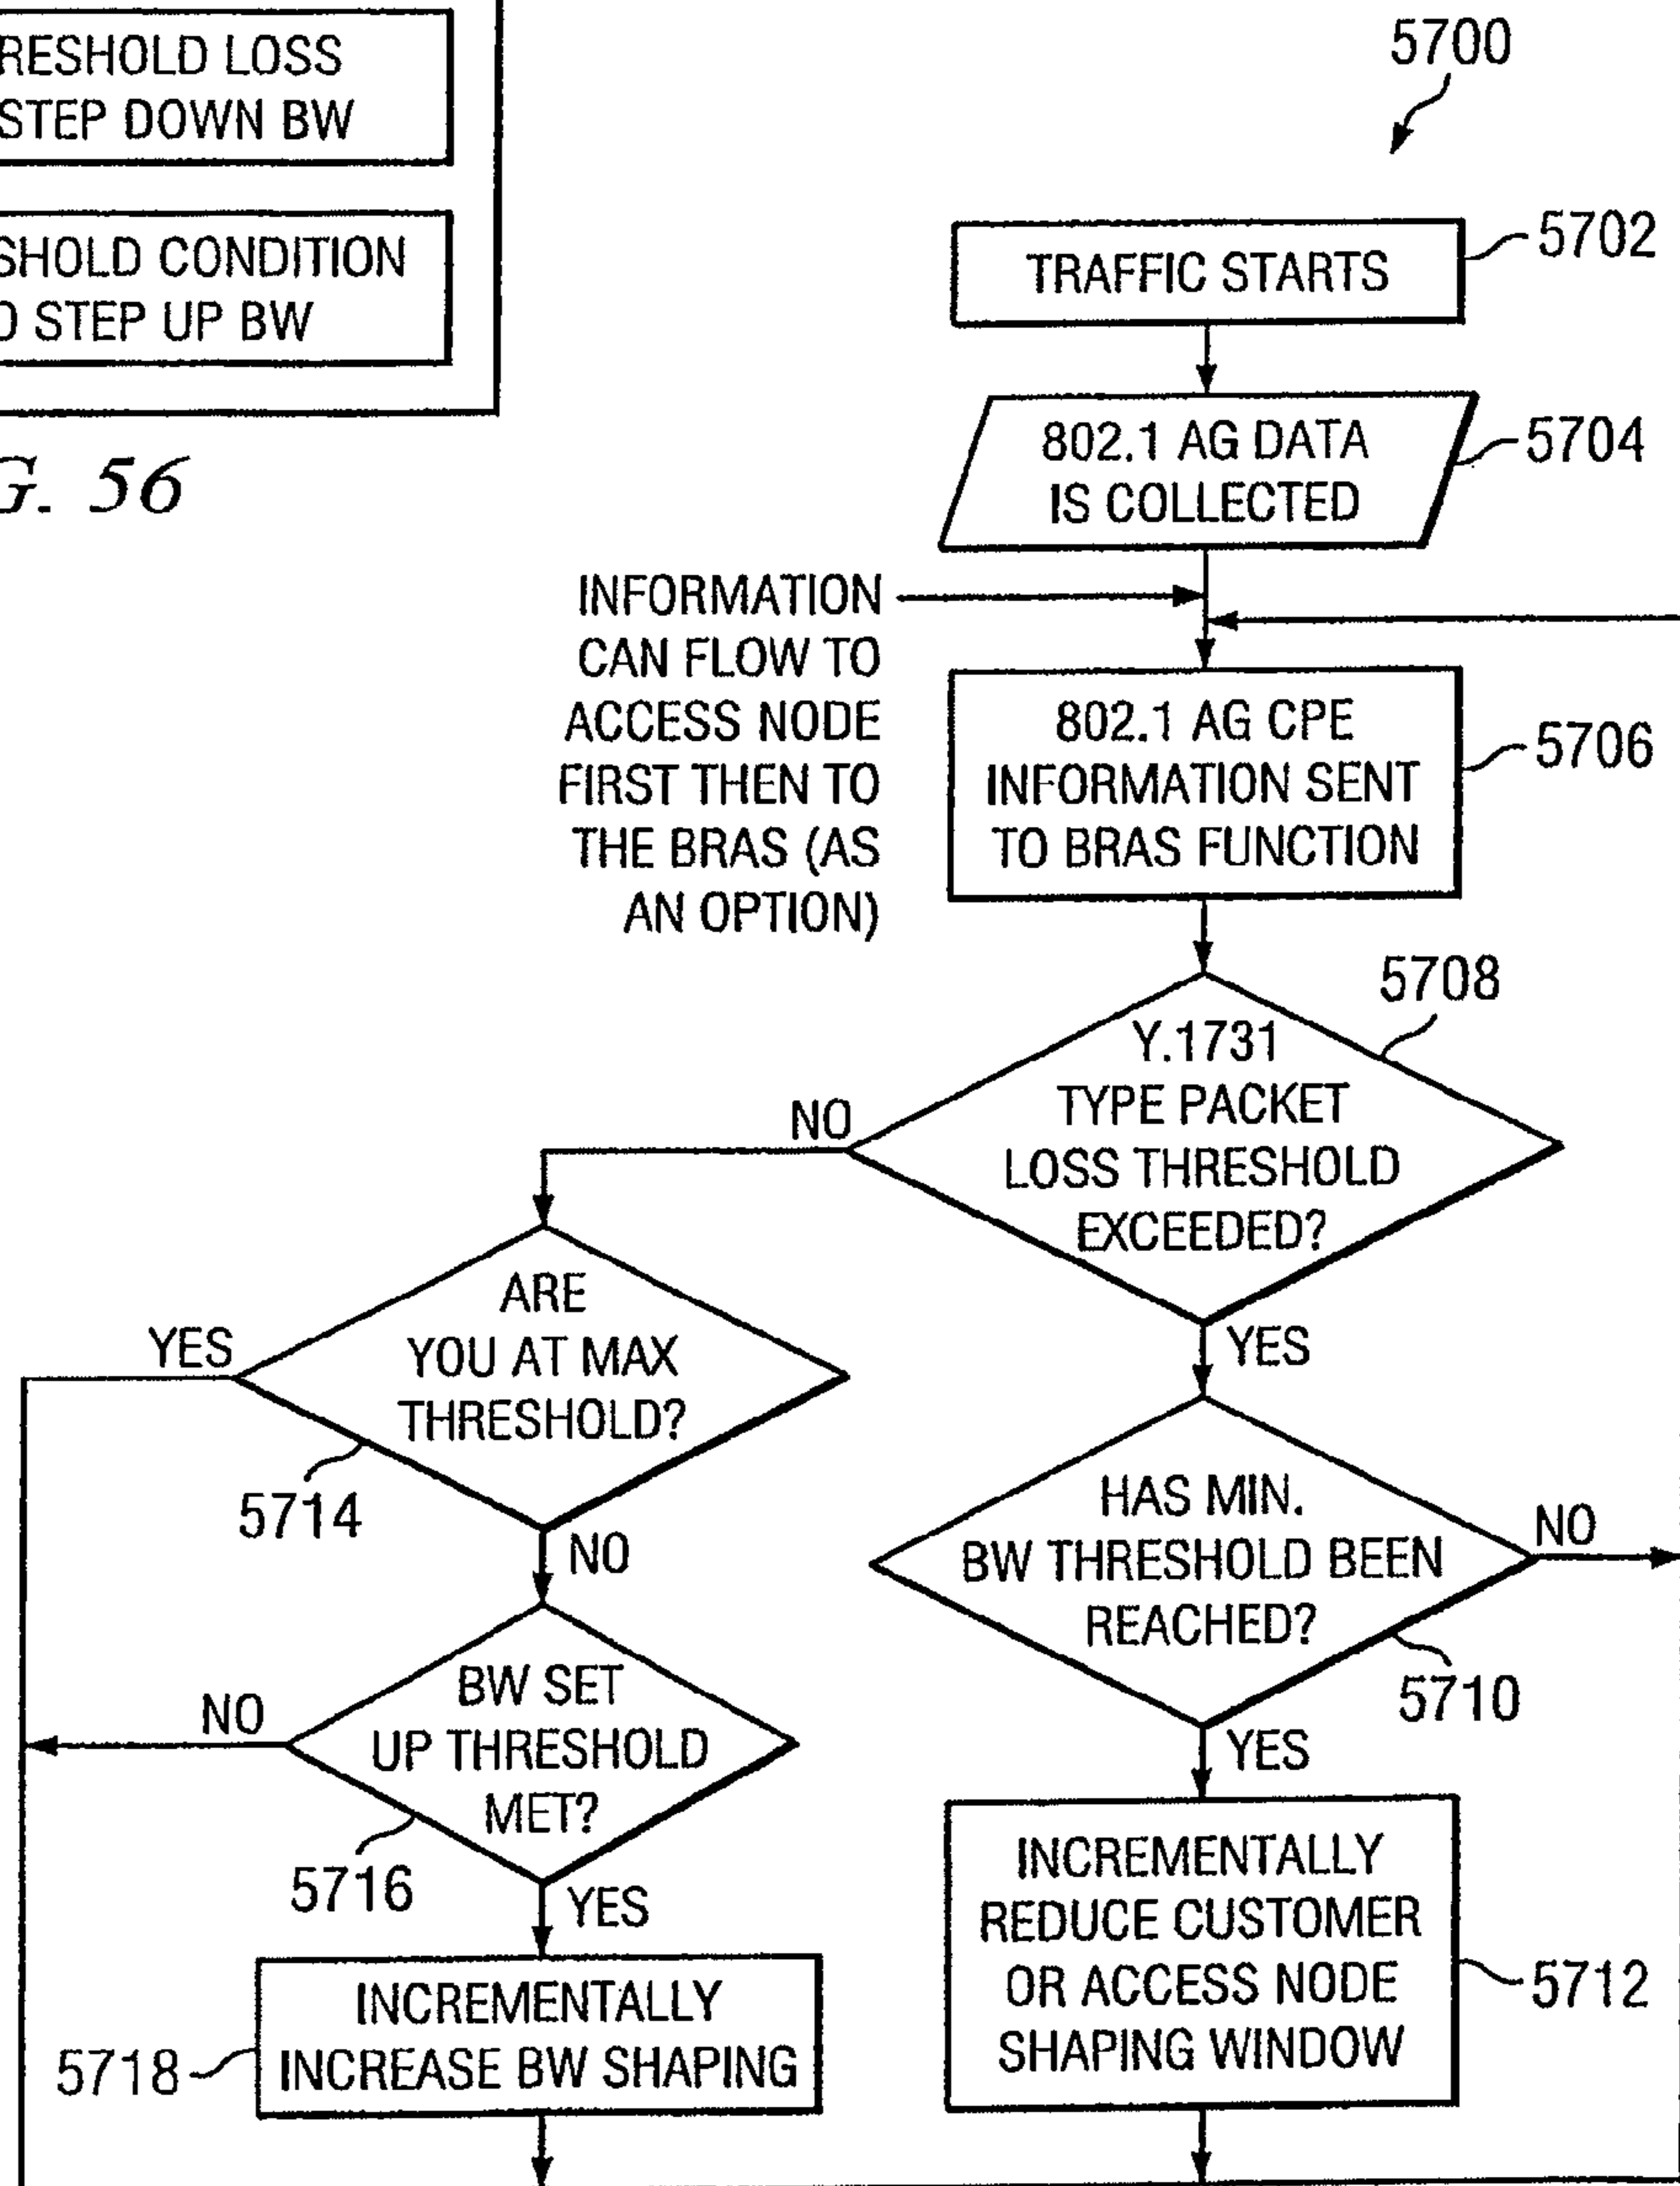 RESHOLD LOSS
STEP DOWN BW
SHOLD CONDITION
O STEP UP BW
G. 56
5700
TRAFFIC STARTS
5702
802.1 AG DATA
IS COLLECTED
5704
INFORMATION
CAN FLOW TO
ACCESS NODE
FIRST THEN TO
THE BRAS (AS
AN OPTION)
802.1 AG CPE
INFORMATION SENT
TO BRAS FUNCTION
5706
5708
Y.1731
TYPE PACKET
LOSS THRESHOLD
EXCEEDED?
NO
YES
ARE
YOU AT MAX
THRESHOLD?
YES
5714
NO
HAS MIN.
BW THRESHOLD BEEN
REACHED?
NO
5710
YES
BW SET
UP THRESHOLD
MET?
NO
5716
YES
INCREMENTALLY
REDUCE CUSTOMER
OR ACCESS NODE
SHAPING WINDOW
5712
INCREMENTALLY
INCREASE BW SHAPING
5718